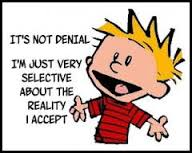 IT'S NOT DENIAL
I'M JUST VERY
SELECTIVE
ABOUT THE
REALITY
I ACCEPT